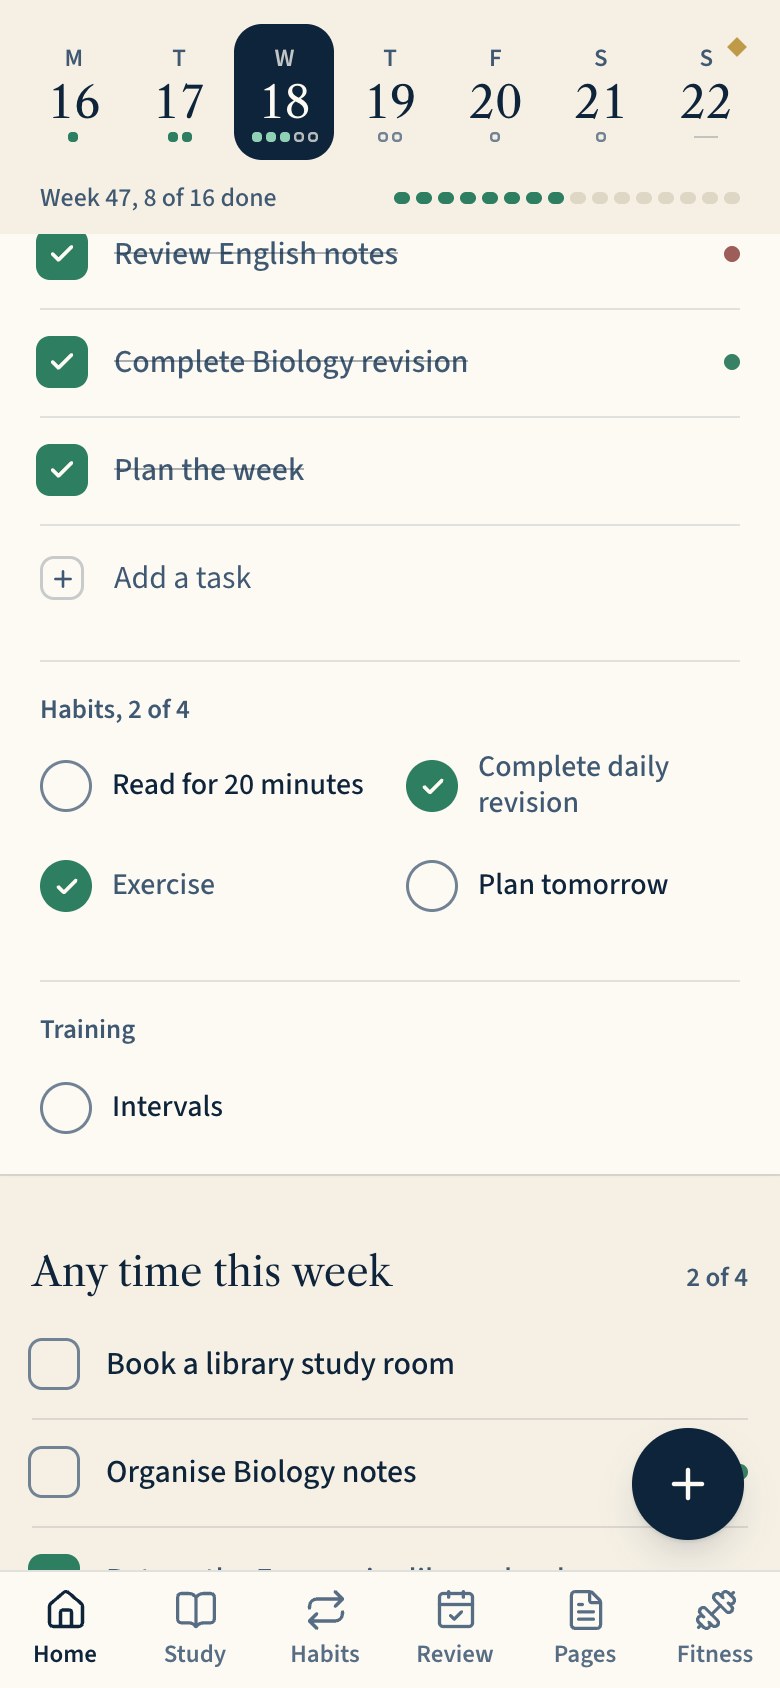 M T W T F S S
16 17 18 19 20 21 22
Week 47, 8 of 16 done
Review English notes
Complete Biology revision
Plan the week
Add a task
Habits, 2 of 4
Read for 20 minutes
Complete daily
revision
Exercise
Plan tomorrow
Training
Intervals
Any time this week
2 of 4
Book a library study room
Organise Biology notes
Home Study Habits Review Pages Fitness